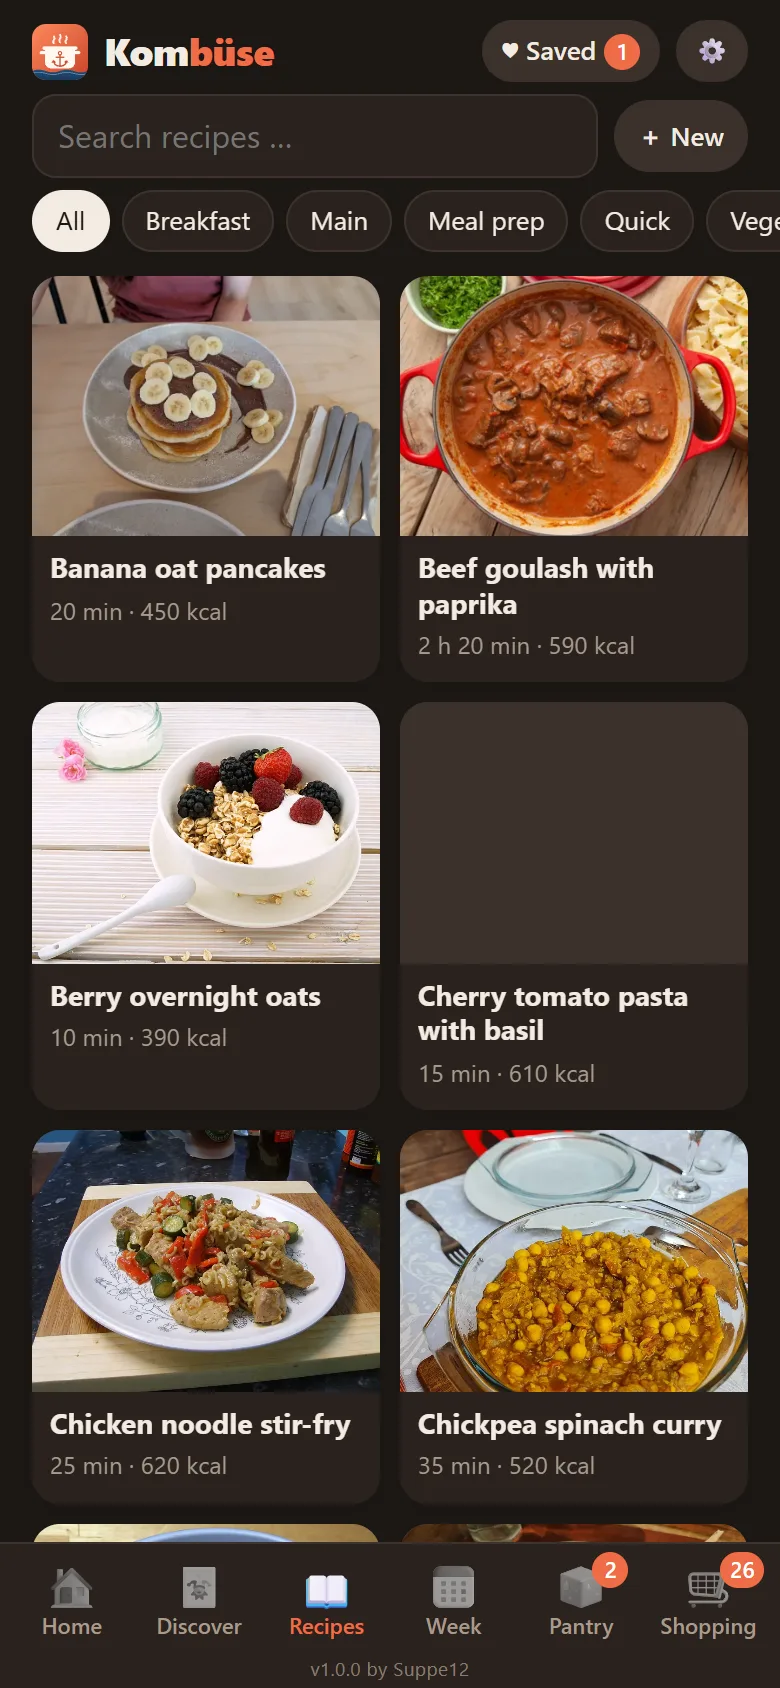 Kombüse
Saved 1
Search recipes ...
+ New
All
Breakfast
Main
Meal prep
Quick
Vege
Banana oat pancakes
20 min · 450 kcal
Beef goulash with
paprika
2 h 20 min · 590 kcal
Berry overnight oats
10 min · 390 kcal
Cherry tomato pasta
with basil
15 min · 610 kcal
Chicken noodle stir-fry
25 min · 620 kcal
Chickpea spinach curry
35 min · 520 kcal
Home
Discover
Recipes
Week
2
Pantry
26
Shopping
v1.0.0 by Suppe12